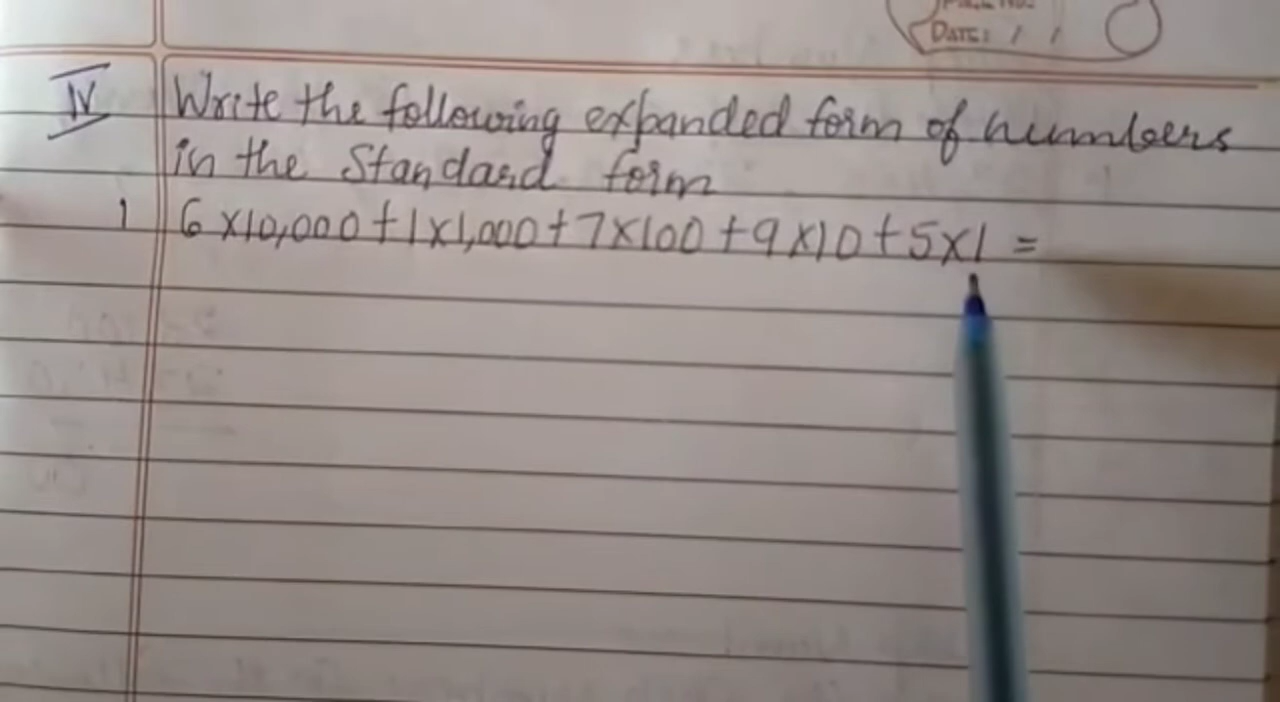 DATE: / /
IV Write the following expanded form of numbers
in the Standard form
1 6 X10,000 + 1 X 1,000 + 7 X 100 + 9 X 10 + 5 X 1 =